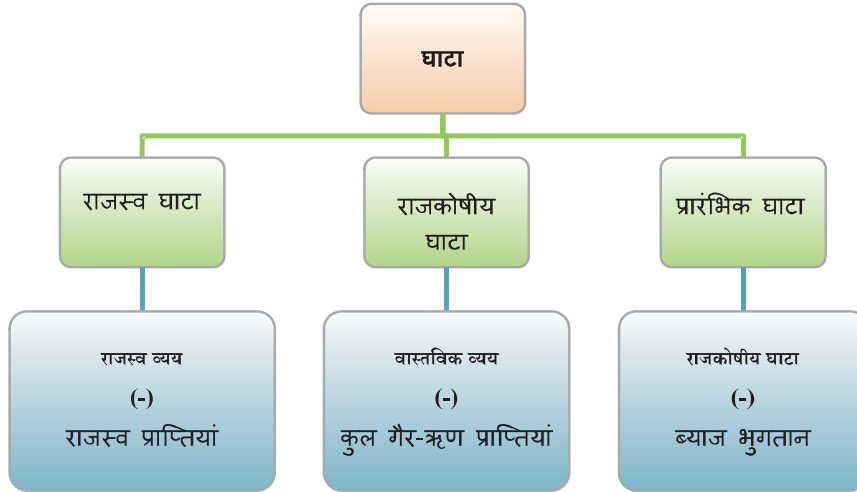 घाटा
राजस्व घाटा
राजकोषीय
घाटा
प्रारंभिक घाटा
राजस्व व्यय
(-)
राजस्व प्राप्तियां
वास्तविक व्यय
(-)
कुल गैर-ऋण प्राप्तियां
राजकोषीय घाटा
(-)
ब्याज भुगतान